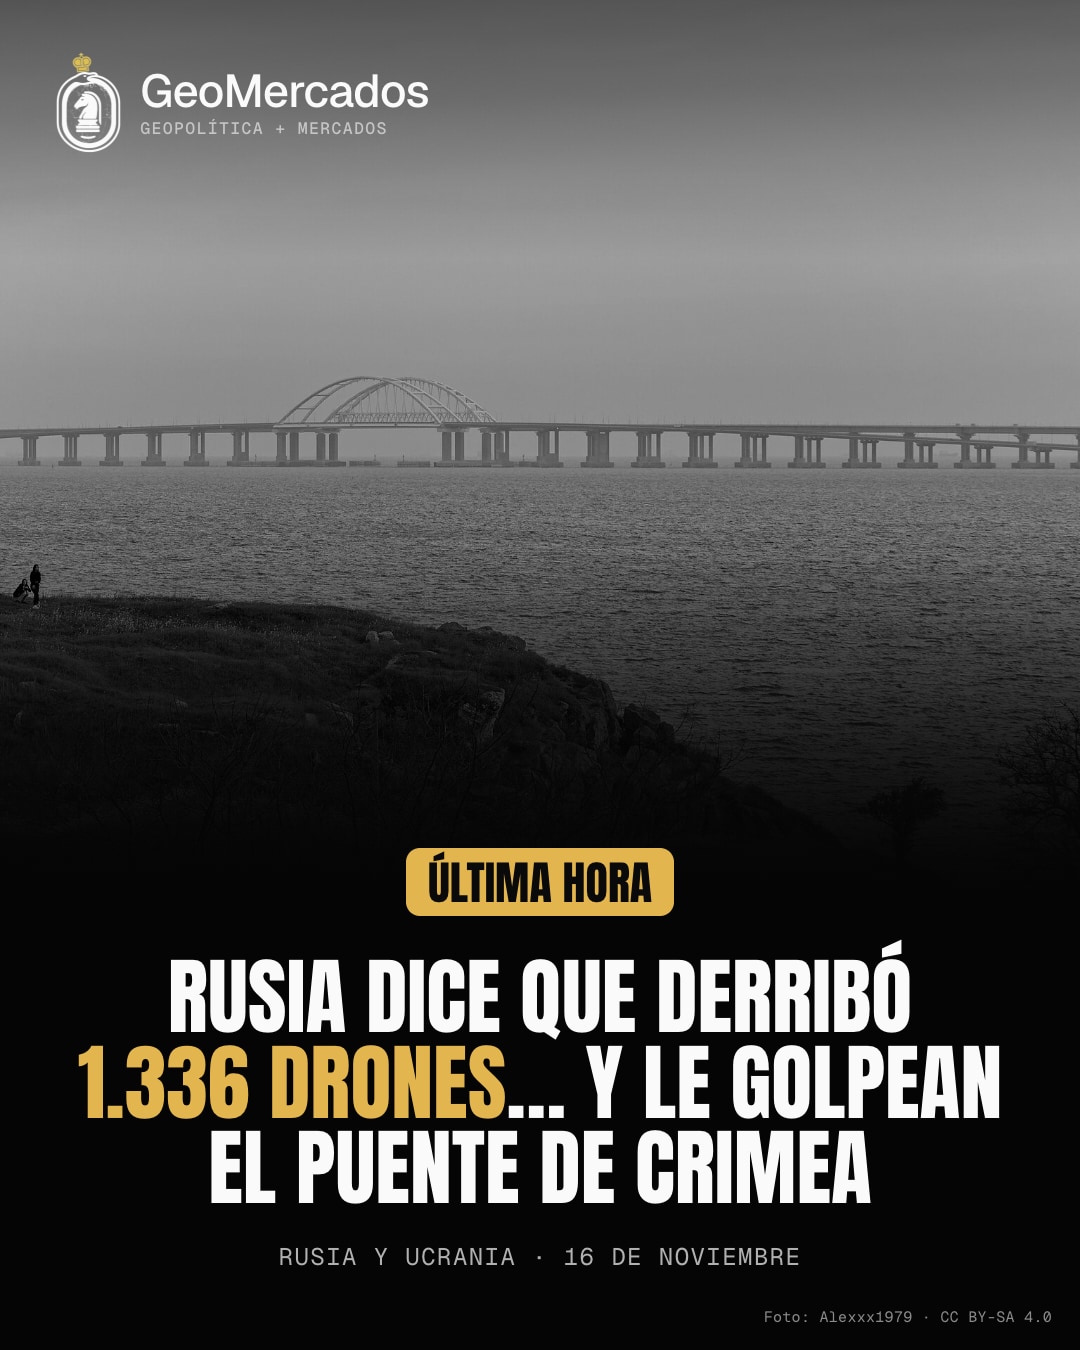 GeoMercados
GEOPOLÍTICA + MERCADOS
ÚLTIMA HORA
RUSIA DICE QUE DERRIBÓ
1.336 DRONES... Y LE GOLPEAN
EL PUENTE DE CRIMEA
RUSIA Y UCRANIA · 16 DE NOVIEMBRE
Foto: Alexxx1979 · CC BY-SA 4.0